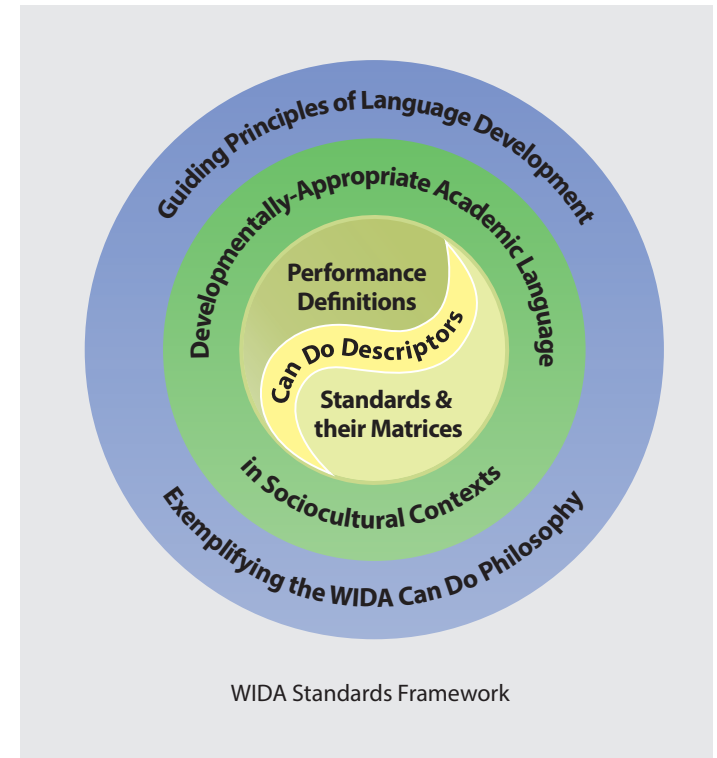 Guiding Principles of Language Development
Developmentally-Appropriate Academic Language
Performance
Definitions
Can Do Descriptors
Standards &
their Matrices
in Sociocultural Contexts
Exemplifying the WIDA Can Do Philosophy
WIDA Standards Framework